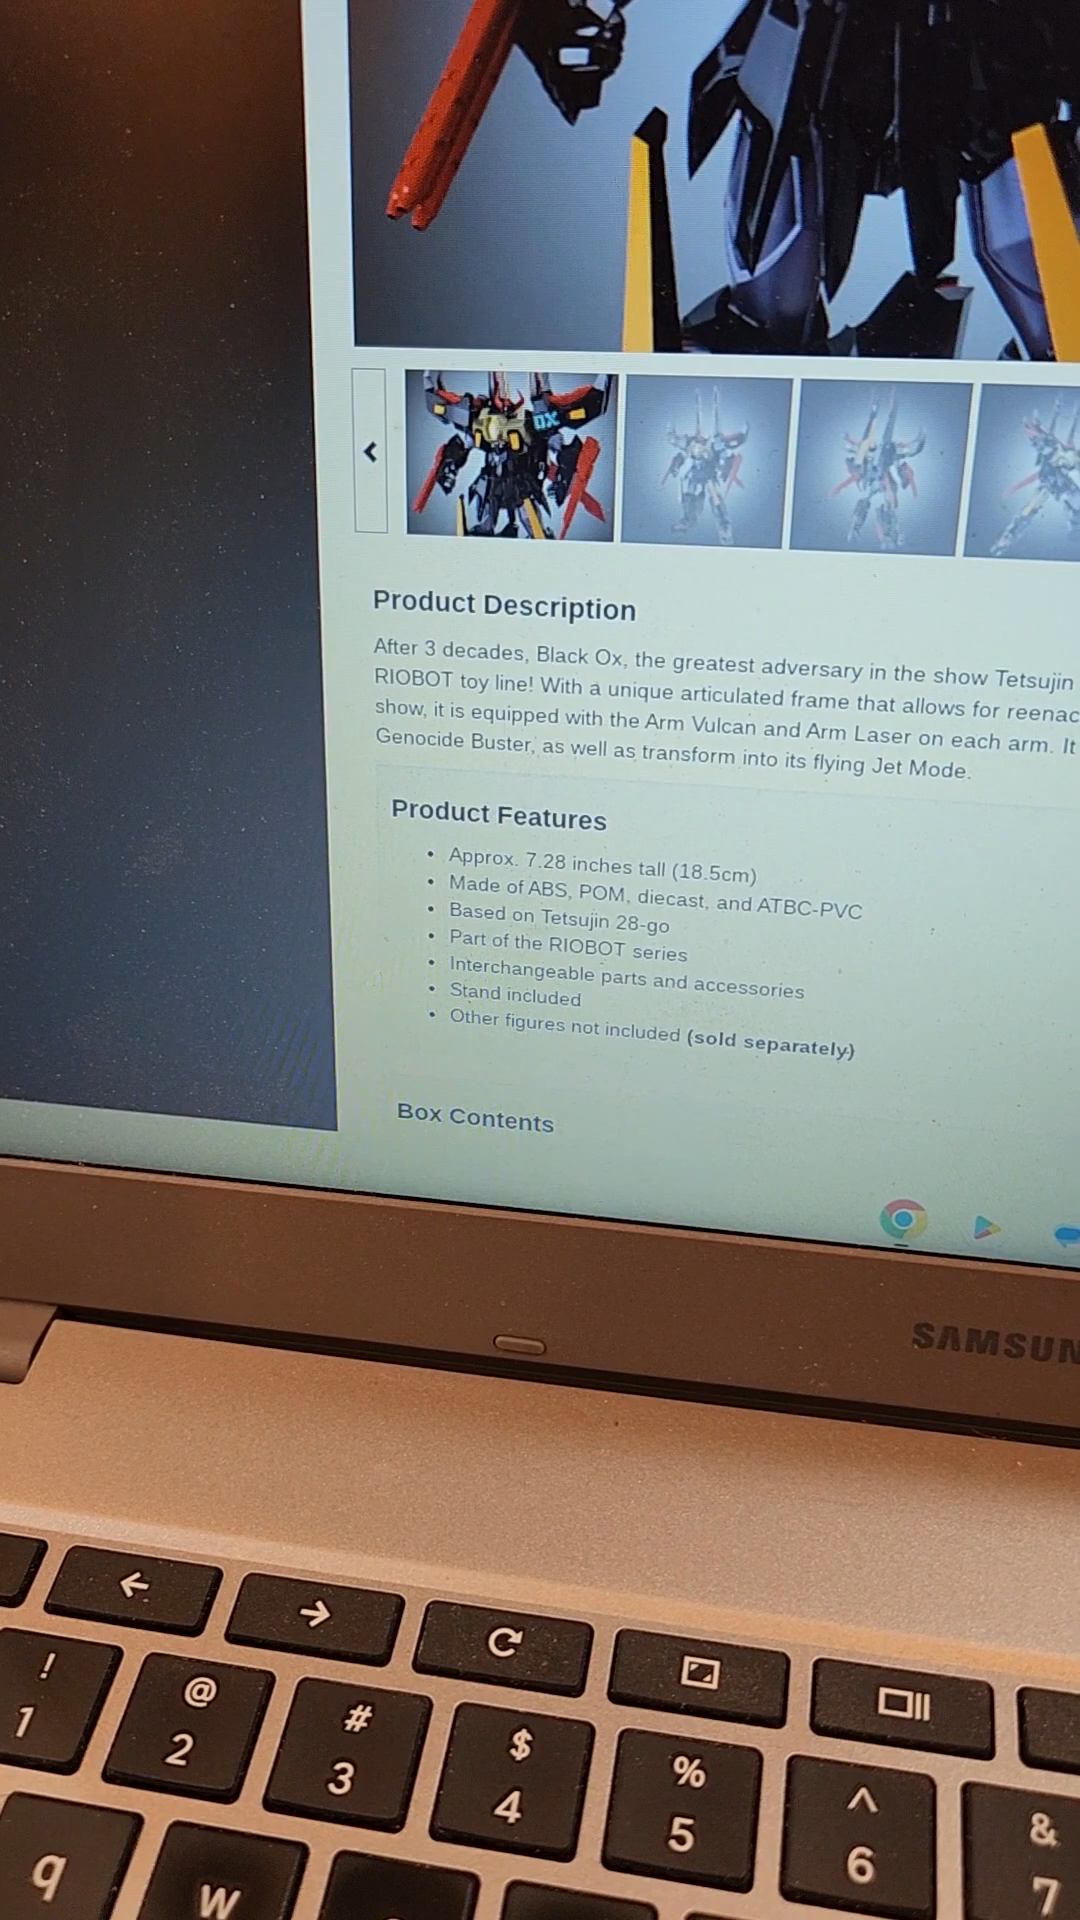 OX
Product Description
After 3 decades, Black Ox, the greatest adversary in the show Tetsujin
RIOBOT toy line! With a unique articulated frame that allows for reenac
show, it is equipped with the Arm Vulcan and Arm Laser on each arm. It
Genocide Buster, as well as transform into its flying Jet Mode.
Product Features
• Approx. 7.28 inches tall (18.5cm)
• Made of ABS, POM, diecast, and ATBC-PVC
• Based on Tetsujin 28-go
• Part of the RIOBOT series
• Interchangeable parts and accessories
• Stand included
• Other figures not included (sold separately)
Box Contents
SAMSUN
! @ # $ % ^ &
1 2 3 4 5 6 7
q w